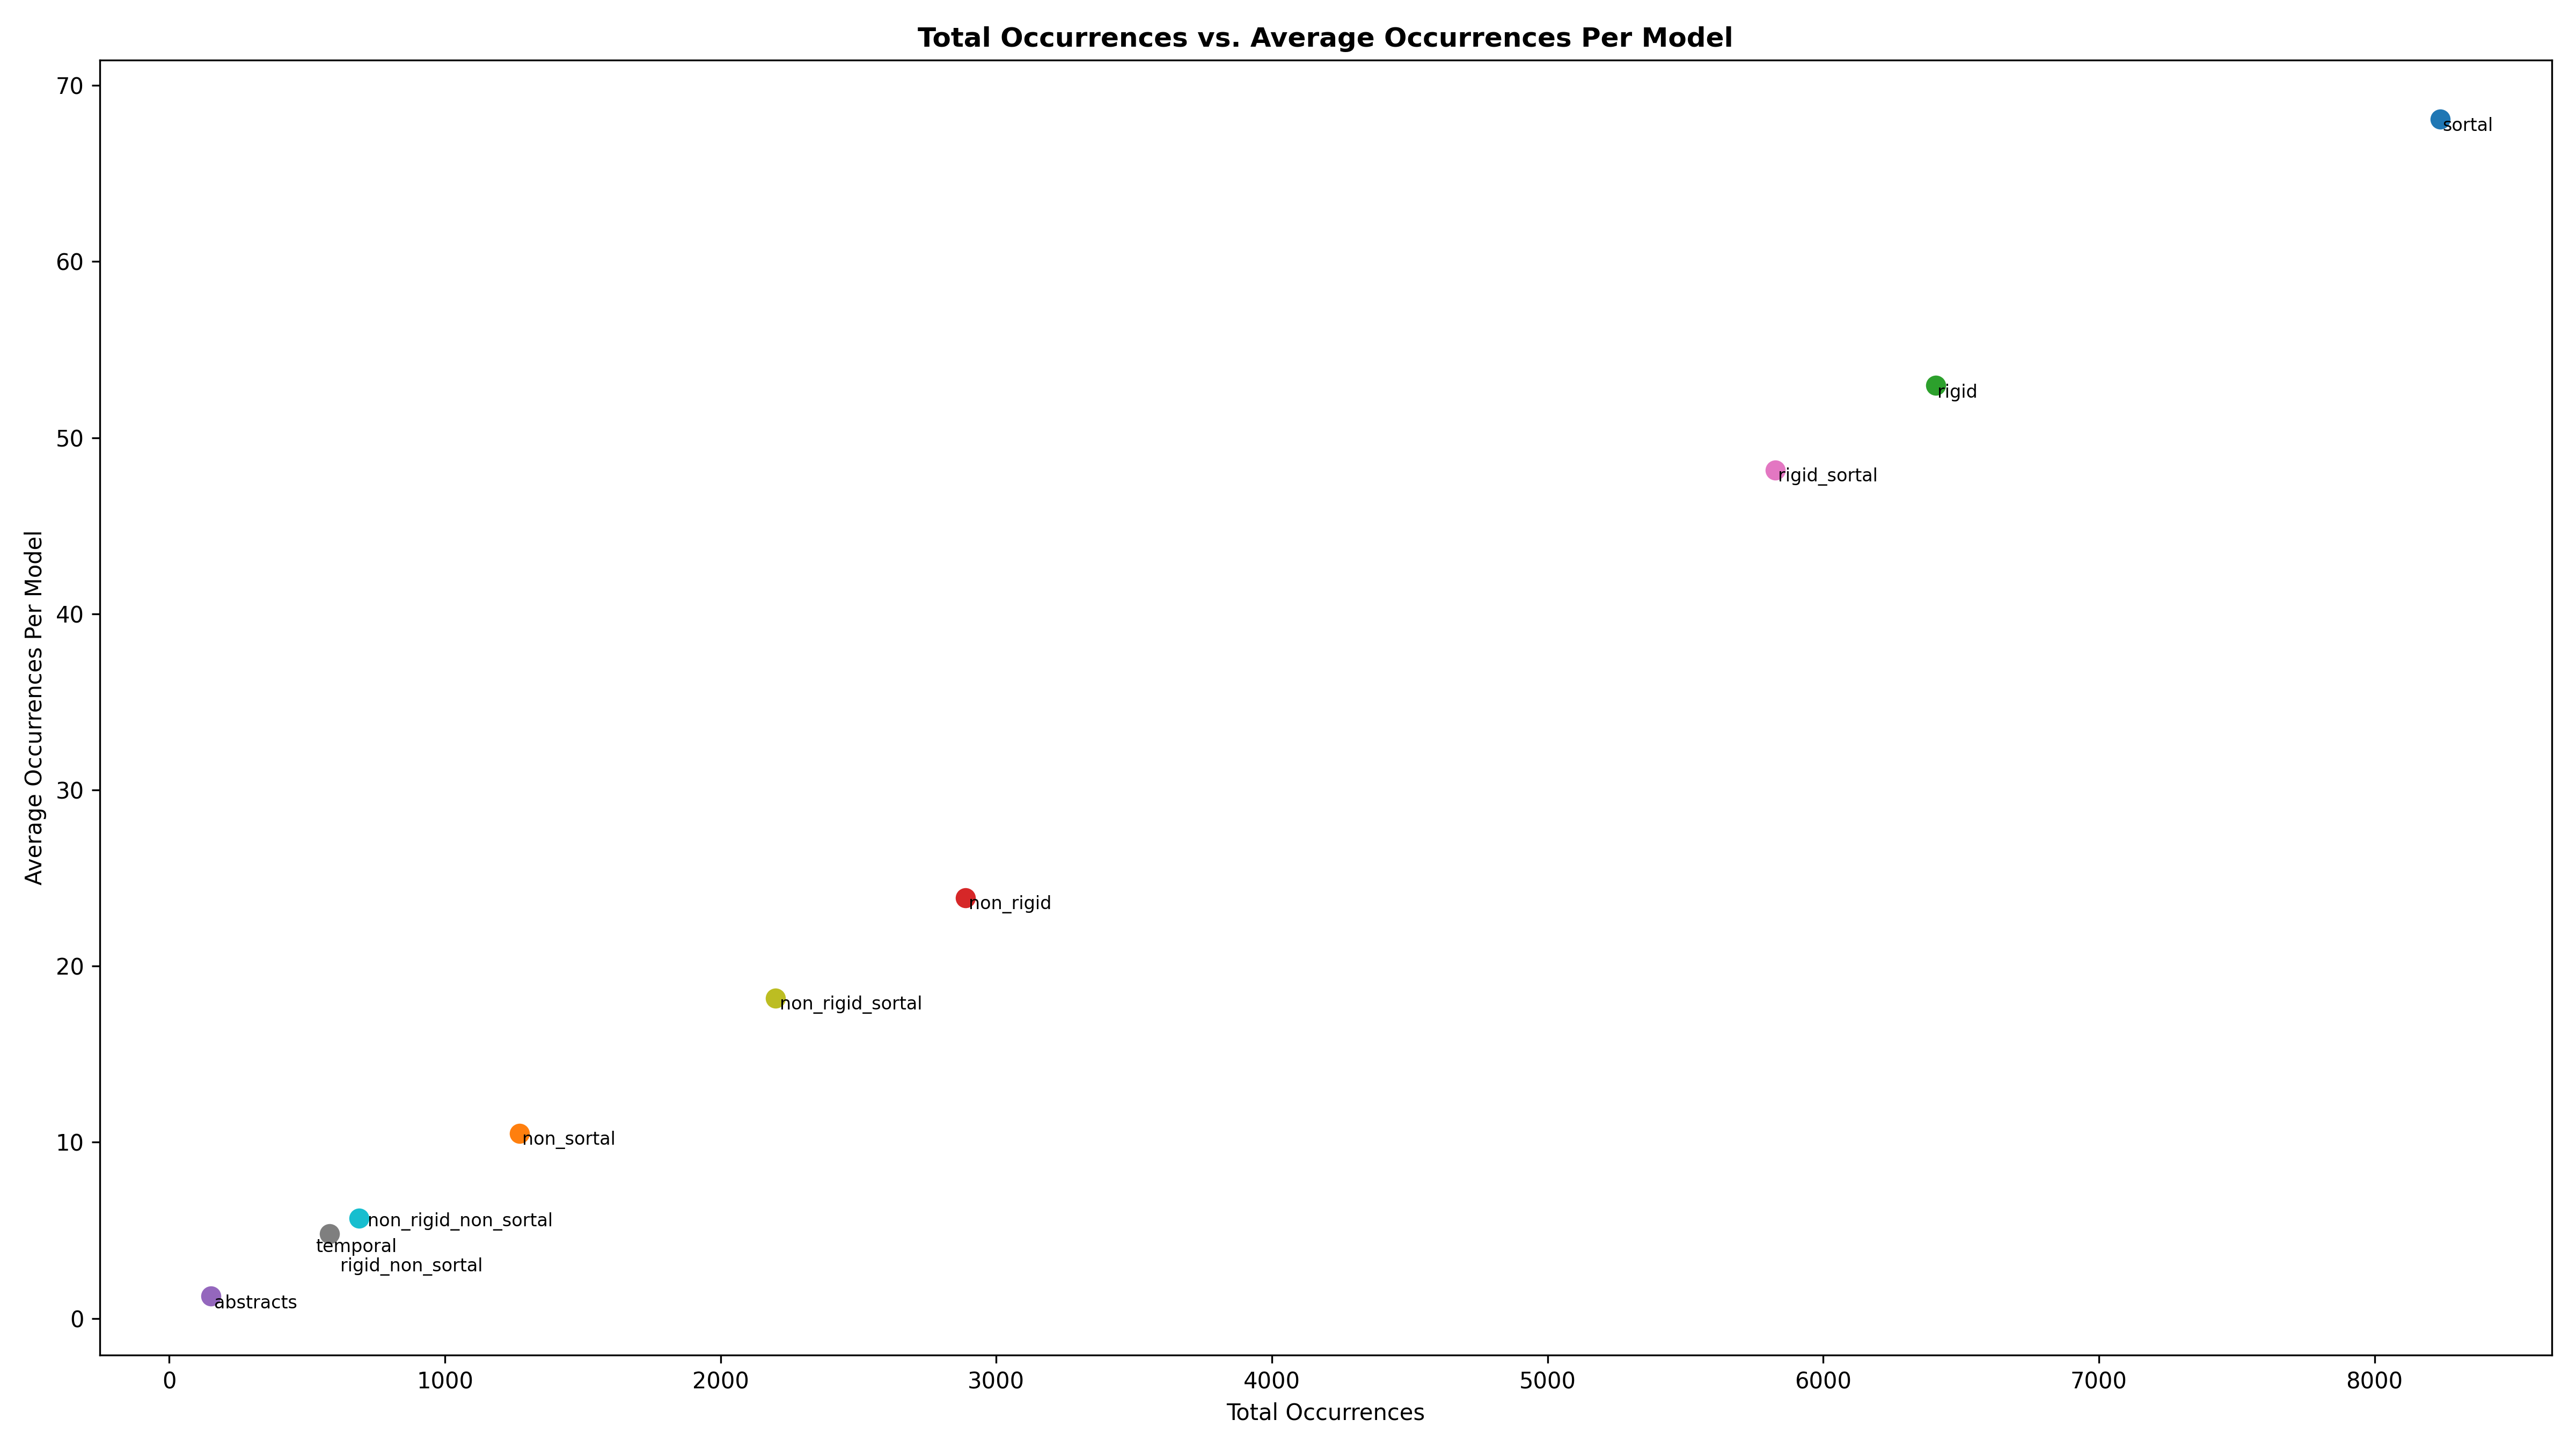 Total Occurrences vs. Average Occurrences Per Model
70
60
50
40
30
20
10
0
Average Occurrences Per Model
sortal
rigid
rigid_sortal
non_rigid
non_rigid_sortal
non_sortal
non_rigid_non_sortal
temporal
rigid_non_sortal
abstracts
0 1000 2000 3000 4000 5000 6000 7000 8000
Total Occurrences